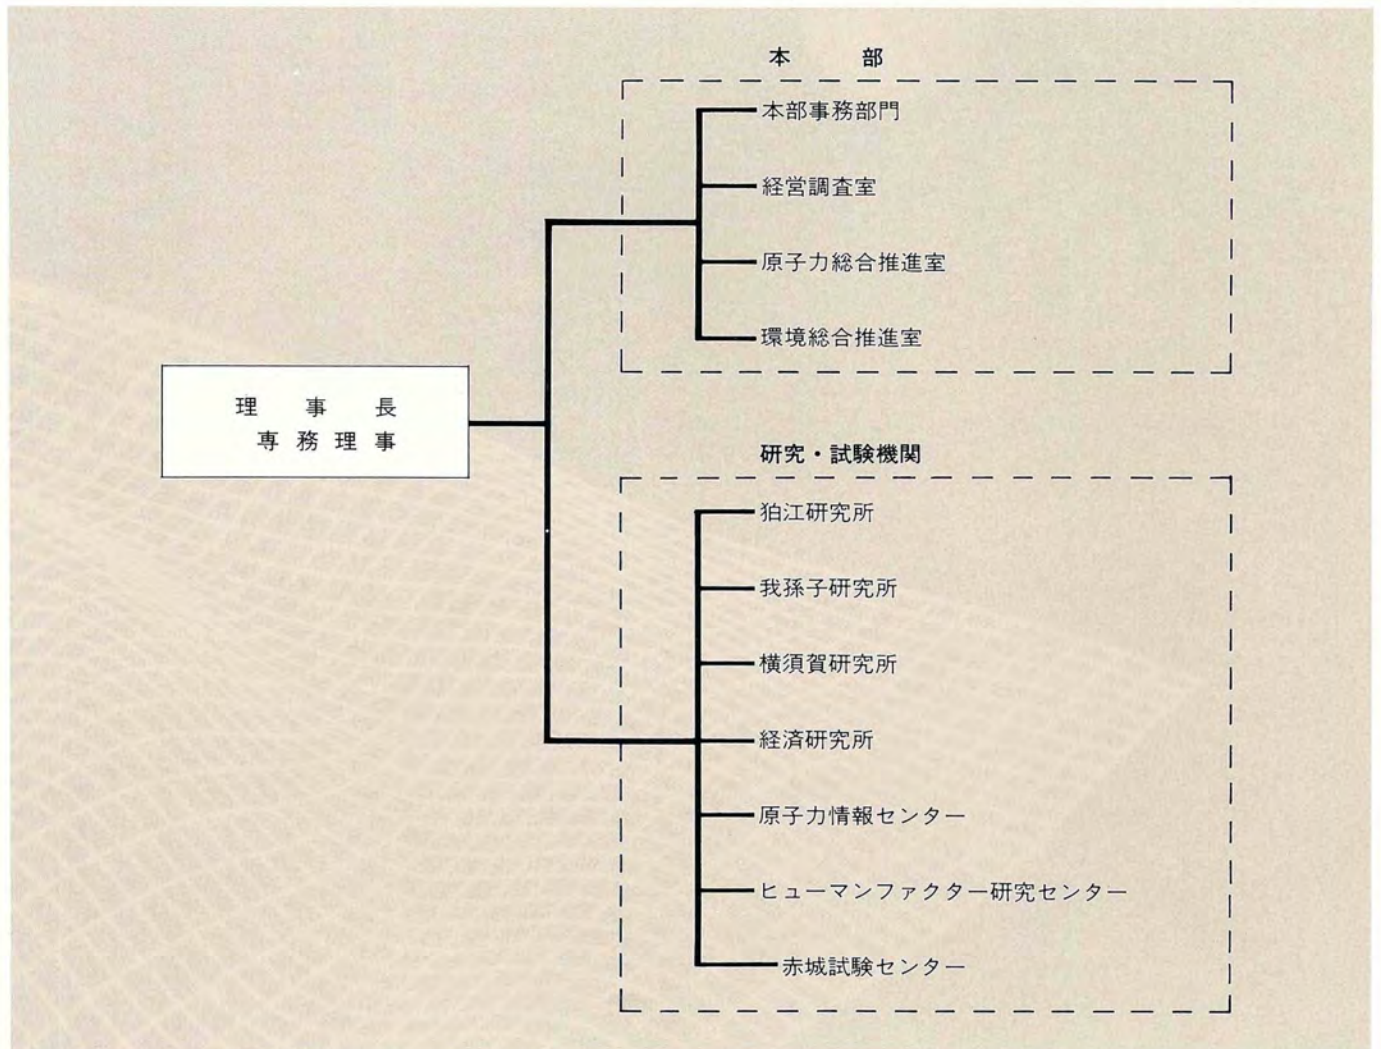 本 部
本部事務部門
経営調査室
原子力総合推進室
環境総合推進室
理 事 長
専 務 理 事
研究・試験機関
狛江研究所
我孫子研究所
横須賀研究所
経済研究所
原子力情報センター
ヒューマンファクター研究センター
赤城試験センター